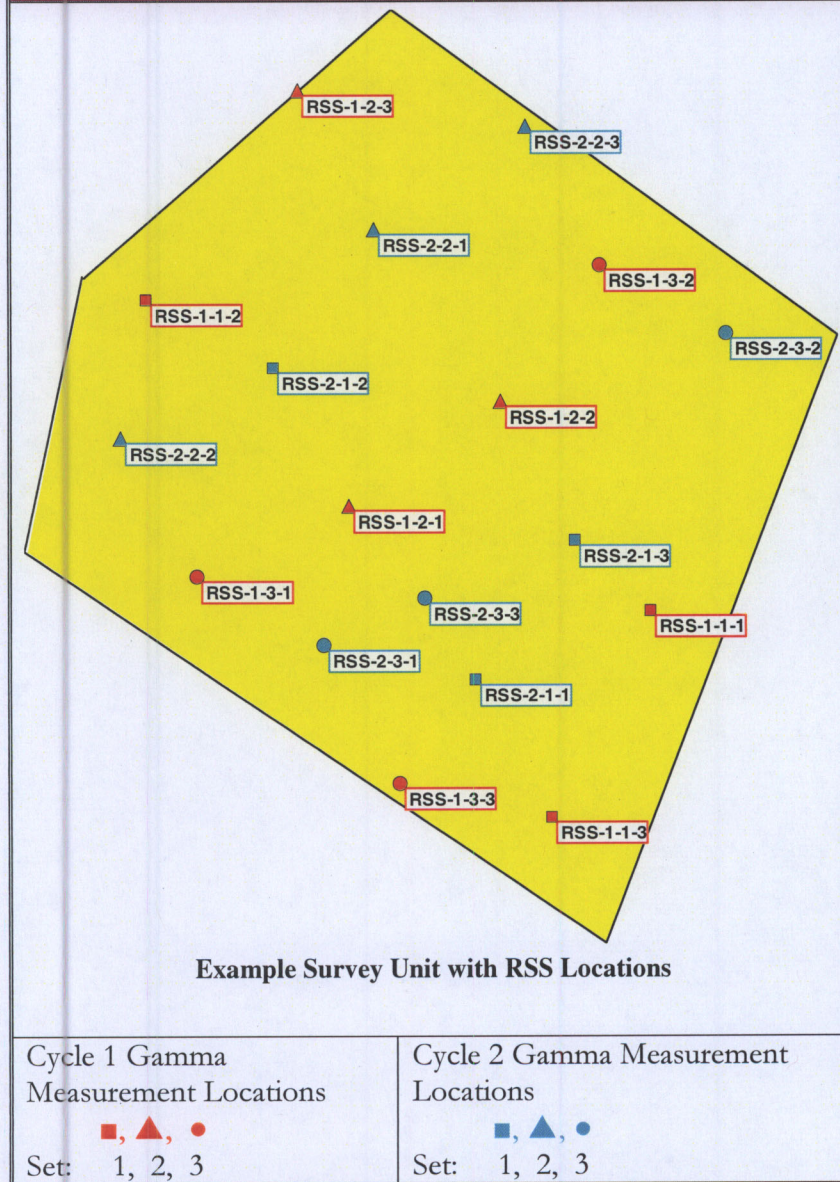 RSS-1-2-3
RSS-2-2-3
RSS-2-2-1
RSS-1-3-2
RSS-1-1-2
RSS-2-3-2
RSS-2-1-2
RSS-1-2-2
RSS-2-2-2
RSS-1-2-1
RSS-2-1-3
RSS-1-3-1
RSS-2-3-3
RSS-1-1-1
RSS-2-3-1
RSS-2-1-1
RSS-1-3-3
RSS-1-1-3
Example Survey Unit with RSS Locations
Cycle 1 Gamma
Measurement Locations
, ,
Set: 1, 2, 3
Cycle 2 Gamma Measurement
Locations
, ,
Set: 1, 2, 3